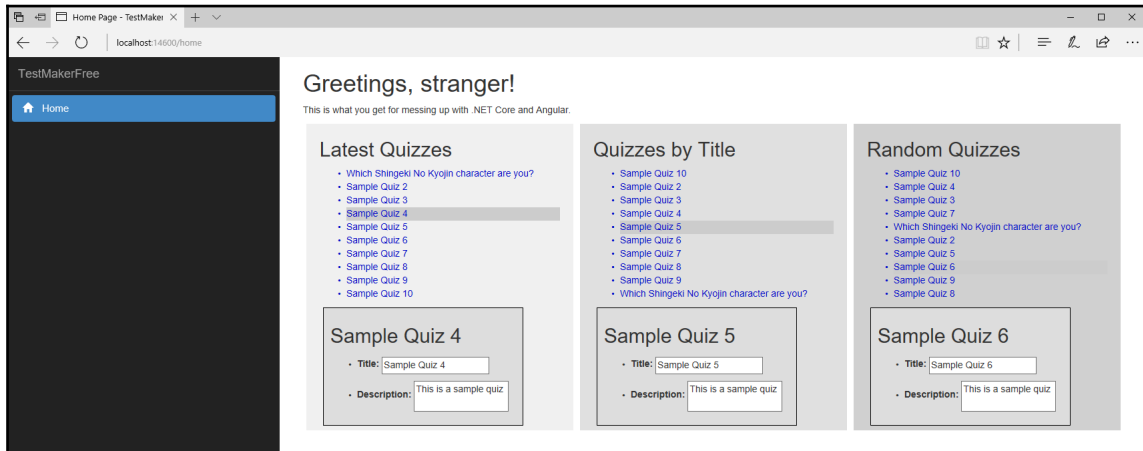 Home Page - TestMaker
localhost:14600/home
TestMakerFree
Home
Greetings, stranger!
This is what you get for messing up with .NET Core and Angular.
Latest Quizzes
Which Shingeki No Kyojin character are you?
Sample Quiz 2
Sample Quiz 3
Sample Quiz 4
Sample Quiz 5
Sample Quiz 6
Sample Quiz 7
Sample Quiz 8
Sample Quiz 9
Sample Quiz 10
Sample Quiz 4
Title: Sample Quiz 4
Description: This is a sample quiz
Quizzes by Title
Sample Quiz 10
Sample Quiz 2
Sample Quiz 3
Sample Quiz 4
Sample Quiz 5
Sample Quiz 6
Sample Quiz 7
Sample Quiz 8
Sample Quiz 9
Which Shingeki No Kyojin character are you?
Sample Quiz 5
Title: Sample Quiz 5
Description: This is a sample quiz
Random Quizzes
Sample Quiz 10
Sample Quiz 4
Sample Quiz 3
Sample Quiz 7
Which Shingeki No Kyojin character are you?
Sample Quiz 2
Sample Quiz 5
Sample Quiz 6
Sample Quiz 9
Sample Quiz 8
Sample Quiz 6
Title: Sample Quiz 6
Description: This is a sample quiz